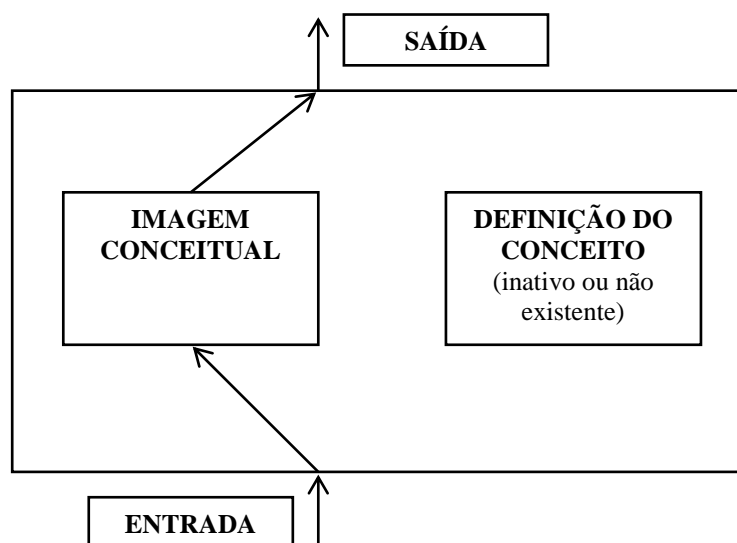 SAÍDA
IMAGEM
CONCEITUAL
DEFINIÇÃO DO
CONCEITO
(inativo ou não
existente)
ENTRADA